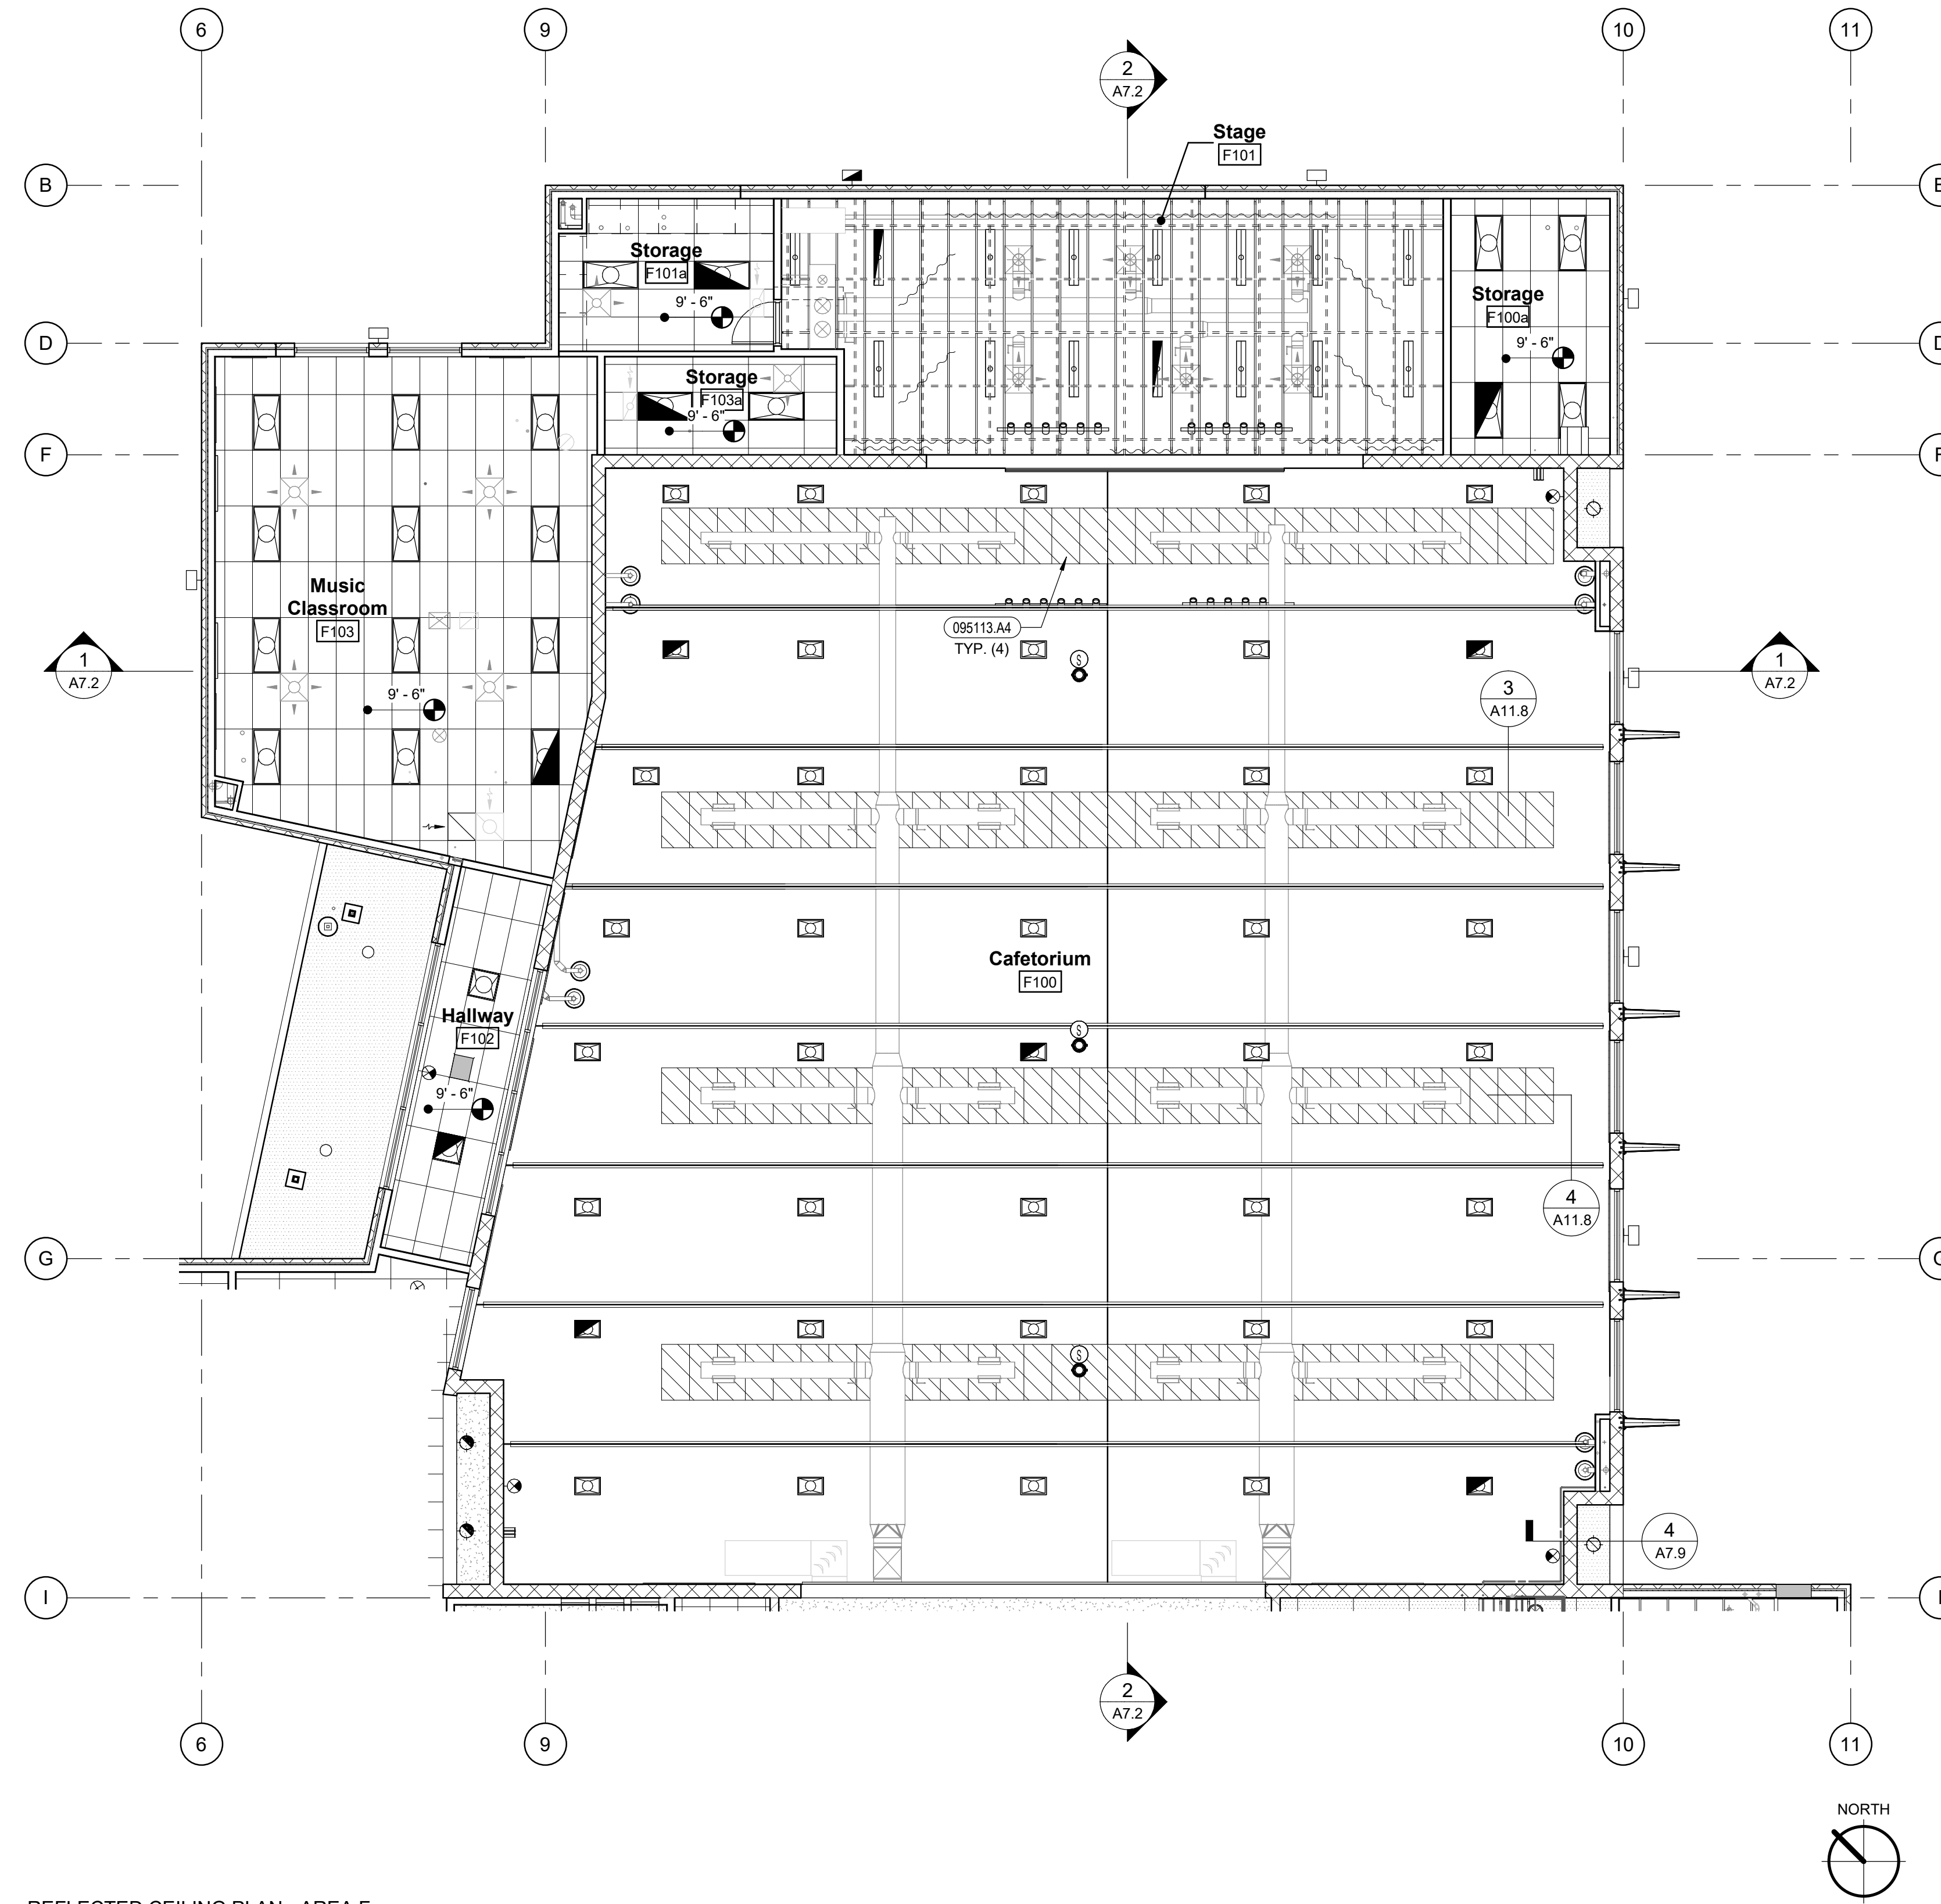 6
9
10
11
2
A7.2
Stage
F101
B
Storage
F101a
9' - 6"
Storage
F100a
9' - 6"
D
D
Storage
F103a
9' - 6"
F
Music
Classroom
F103
9' - 6"
095113.A4
TYP. (4)
S
1
A7.2
1
A7.2
3
A11.8
Cafetorium
F100
Hallway
F102
9' - 6"
S
4
A11.8
G
S
4
A7.9
I
2
A7.2
6
9
10
11
NORTH